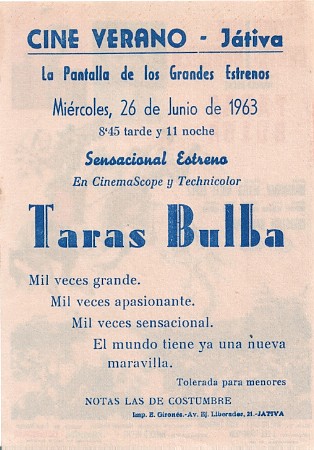 CINE VERANO - Játiva
La Pantalla de los Grandes Estrenos
Miércoles, 26 de Junio de 1963
8'45 tarde y 11 noche
Sensacional Estreno
En CinemaScope y Technicolor
Taras Bulba
Mil veces grande.
Mil veces apasionante.
Mil veces sensacional.
El mundo tiene ya una nueva
maravilla.
Tolerada para menores
NOTAS LAS DE COSTUMBRE
Imp. E. Gironés.-Av. Ej. Liberador, 21.-JATIVA